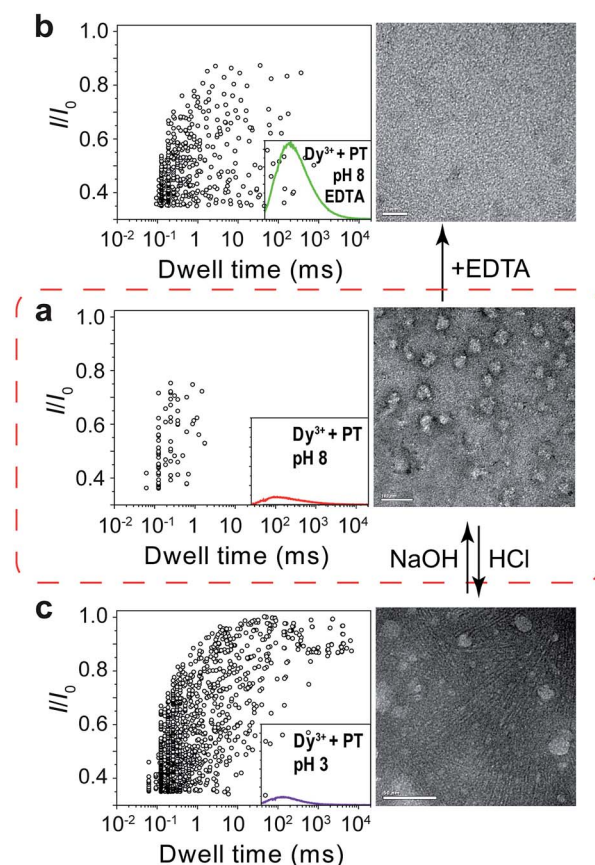 b
1.0
0.8
0.6
0.4
I/I₀
Dy³⁺ + PT
pH 8
EDTA
10⁻² 10⁻¹ 1 10 10² 10³ 10⁴
Dwell time (ms)
+EDTA
a
1.0
0.8
0.6
0.4
I/I₀
Dy³⁺ + PT
pH 8
10⁻² 10⁻¹ 1 10 10² 10³ 10⁴
Dwell time (ms)
NaOH HCl
c
1.0
0.8
0.6
0.4
I/I₀
Dy³⁺ + PT
pH 3
10⁻² 10⁻¹ 1 10 10² 10³ 10⁴
Dwell time (ms)